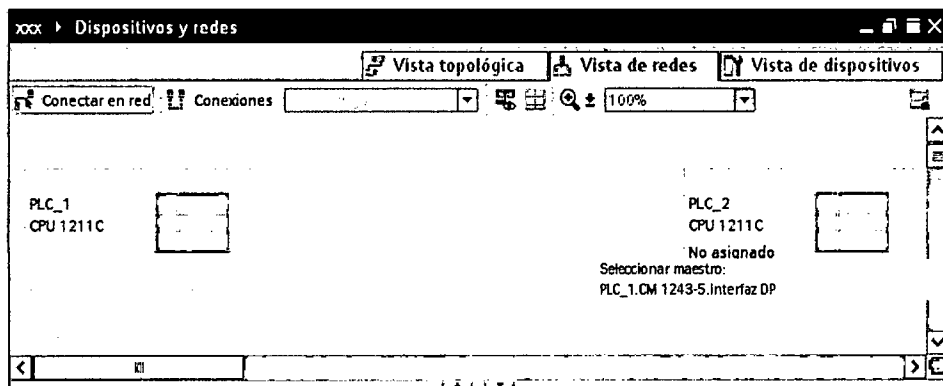 xxx ▸ Dispositivos y redes
Vista topológica Vista de redes Vista de dispositivos
Conectar en red Conexiones 100%
PLC_1
CPU 1211C
PLC_2
CPU 1211C
No asignado
Seleccionar maestro:
PLC_1.CM 1243-5.Interfaz DP